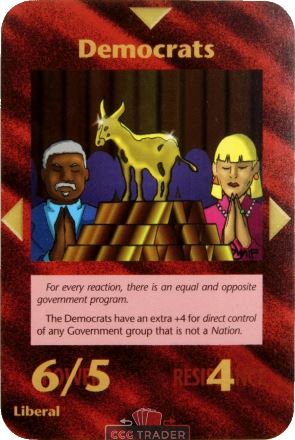 Democrats
For every reaction, there is an equal and opposite
government program.
The Democrats have an extra +4 for direct control
of any Government group that is not a Nation.
6/5
4
Liberal
CCC TRADER